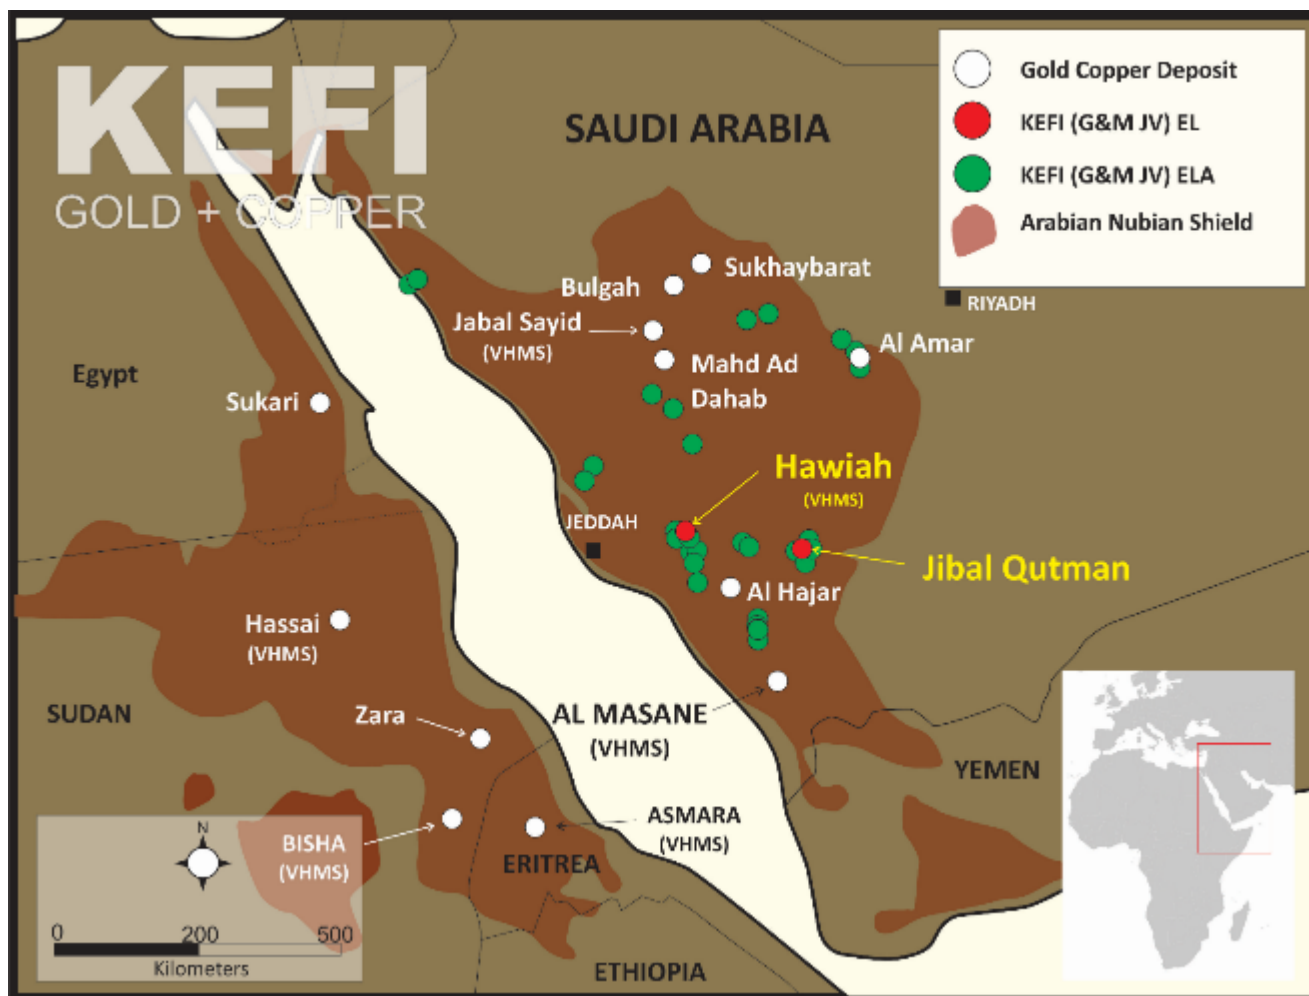 KEFI
GOLD + COPPER
SAUDI ARABIA
Gold Copper Deposit
KEFI (G&M JV) EL
KEFI (G&M JV) ELA
Arabian Nubian Shield
Sukhaybarat
Bulgah
RIYADH
Jabal Sayid
(VHMS)
Al Amar
Mahd Ad
Dahab
Egypt
Sukari
Hawiah
(VHMS)
JEDDAH
Jibal Qutman
Al Hajar
Hassai
(VHMS)
SUDAN
Zara
AL MASANE
(VHMS)
YEMEN
N
BISHA
(VHMS)
ASMARA
(VHMS)
ERITREA
0 200 500
Kilometers
ETHIOPIA